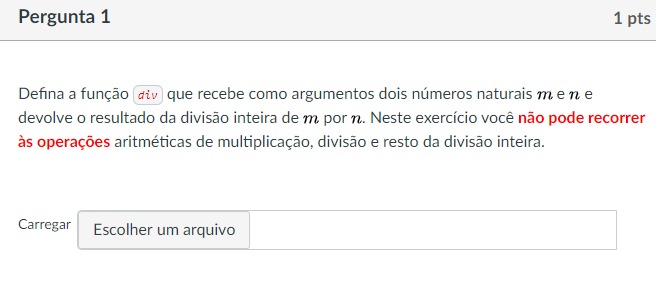 Pergunta 1
1 pts
Defina a função div que recebe como argumentos dois números naturais m e n e
devolve o resultado da divisão inteira de m por n. Neste exercício você não pode recorrer
às operações aritméticas de multiplicação, divisão e resto da divisão inteira.
Carregar Escolher um arquivo